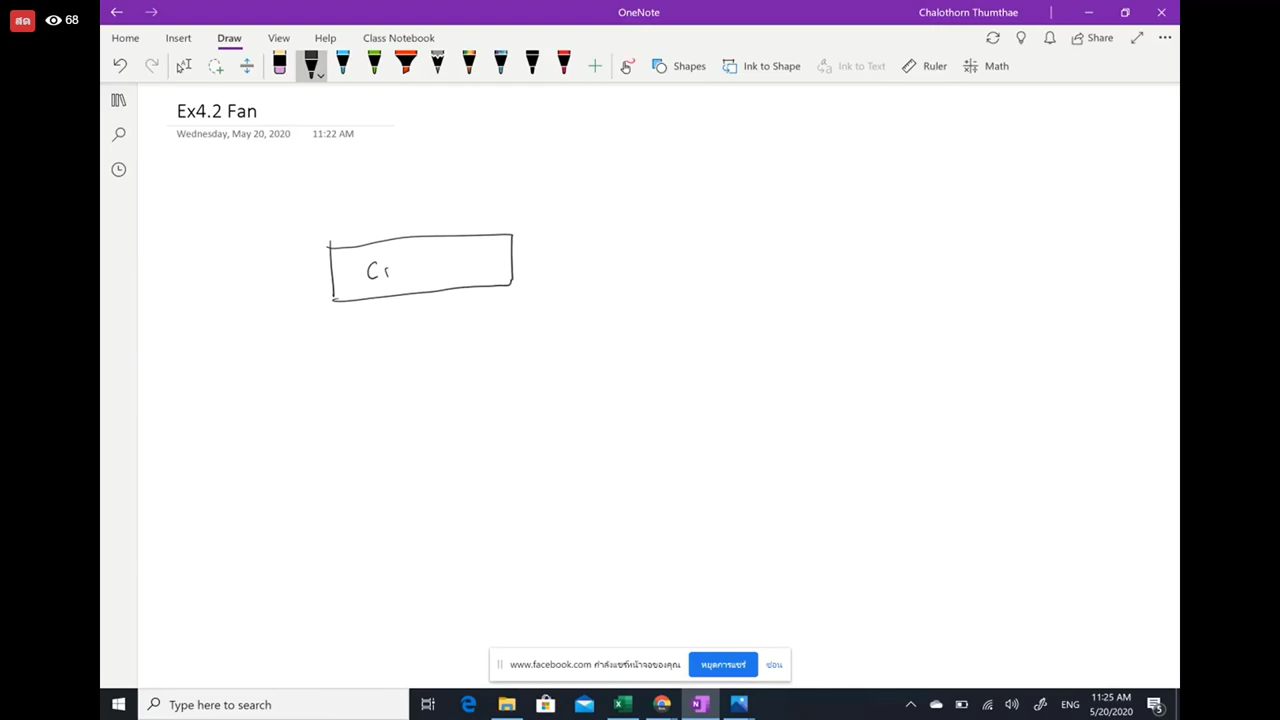 สด 68
OneNote
Chalothorn Thumthae
Home Insert Draw View Help Class Notebook
Share
Shapes Ink to Shape Ink to Text Ruler Math
Ex4.2 Fan
Wednesday, May 20, 2020 11:22 AM
www.facebook.com กำลังแชร์หน้าจอของคุณ หยุดการแชร์ ซ่อน
Type here to search
ENG
11:25 AM
5/20/2020
5